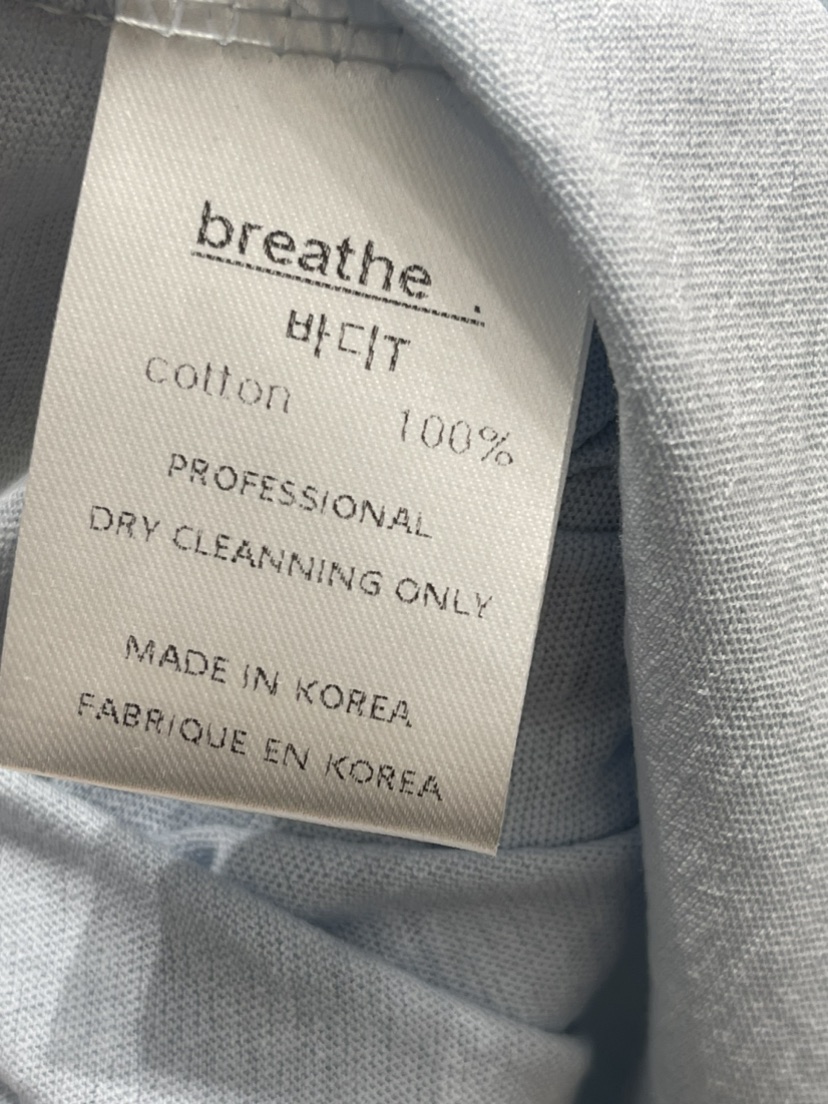 breathe .
바디T
cotton 100%
PROFESSIONAL
DRY CLEANNING ONLY
MADE IN KOREA
FABRIQUE EN KOREA